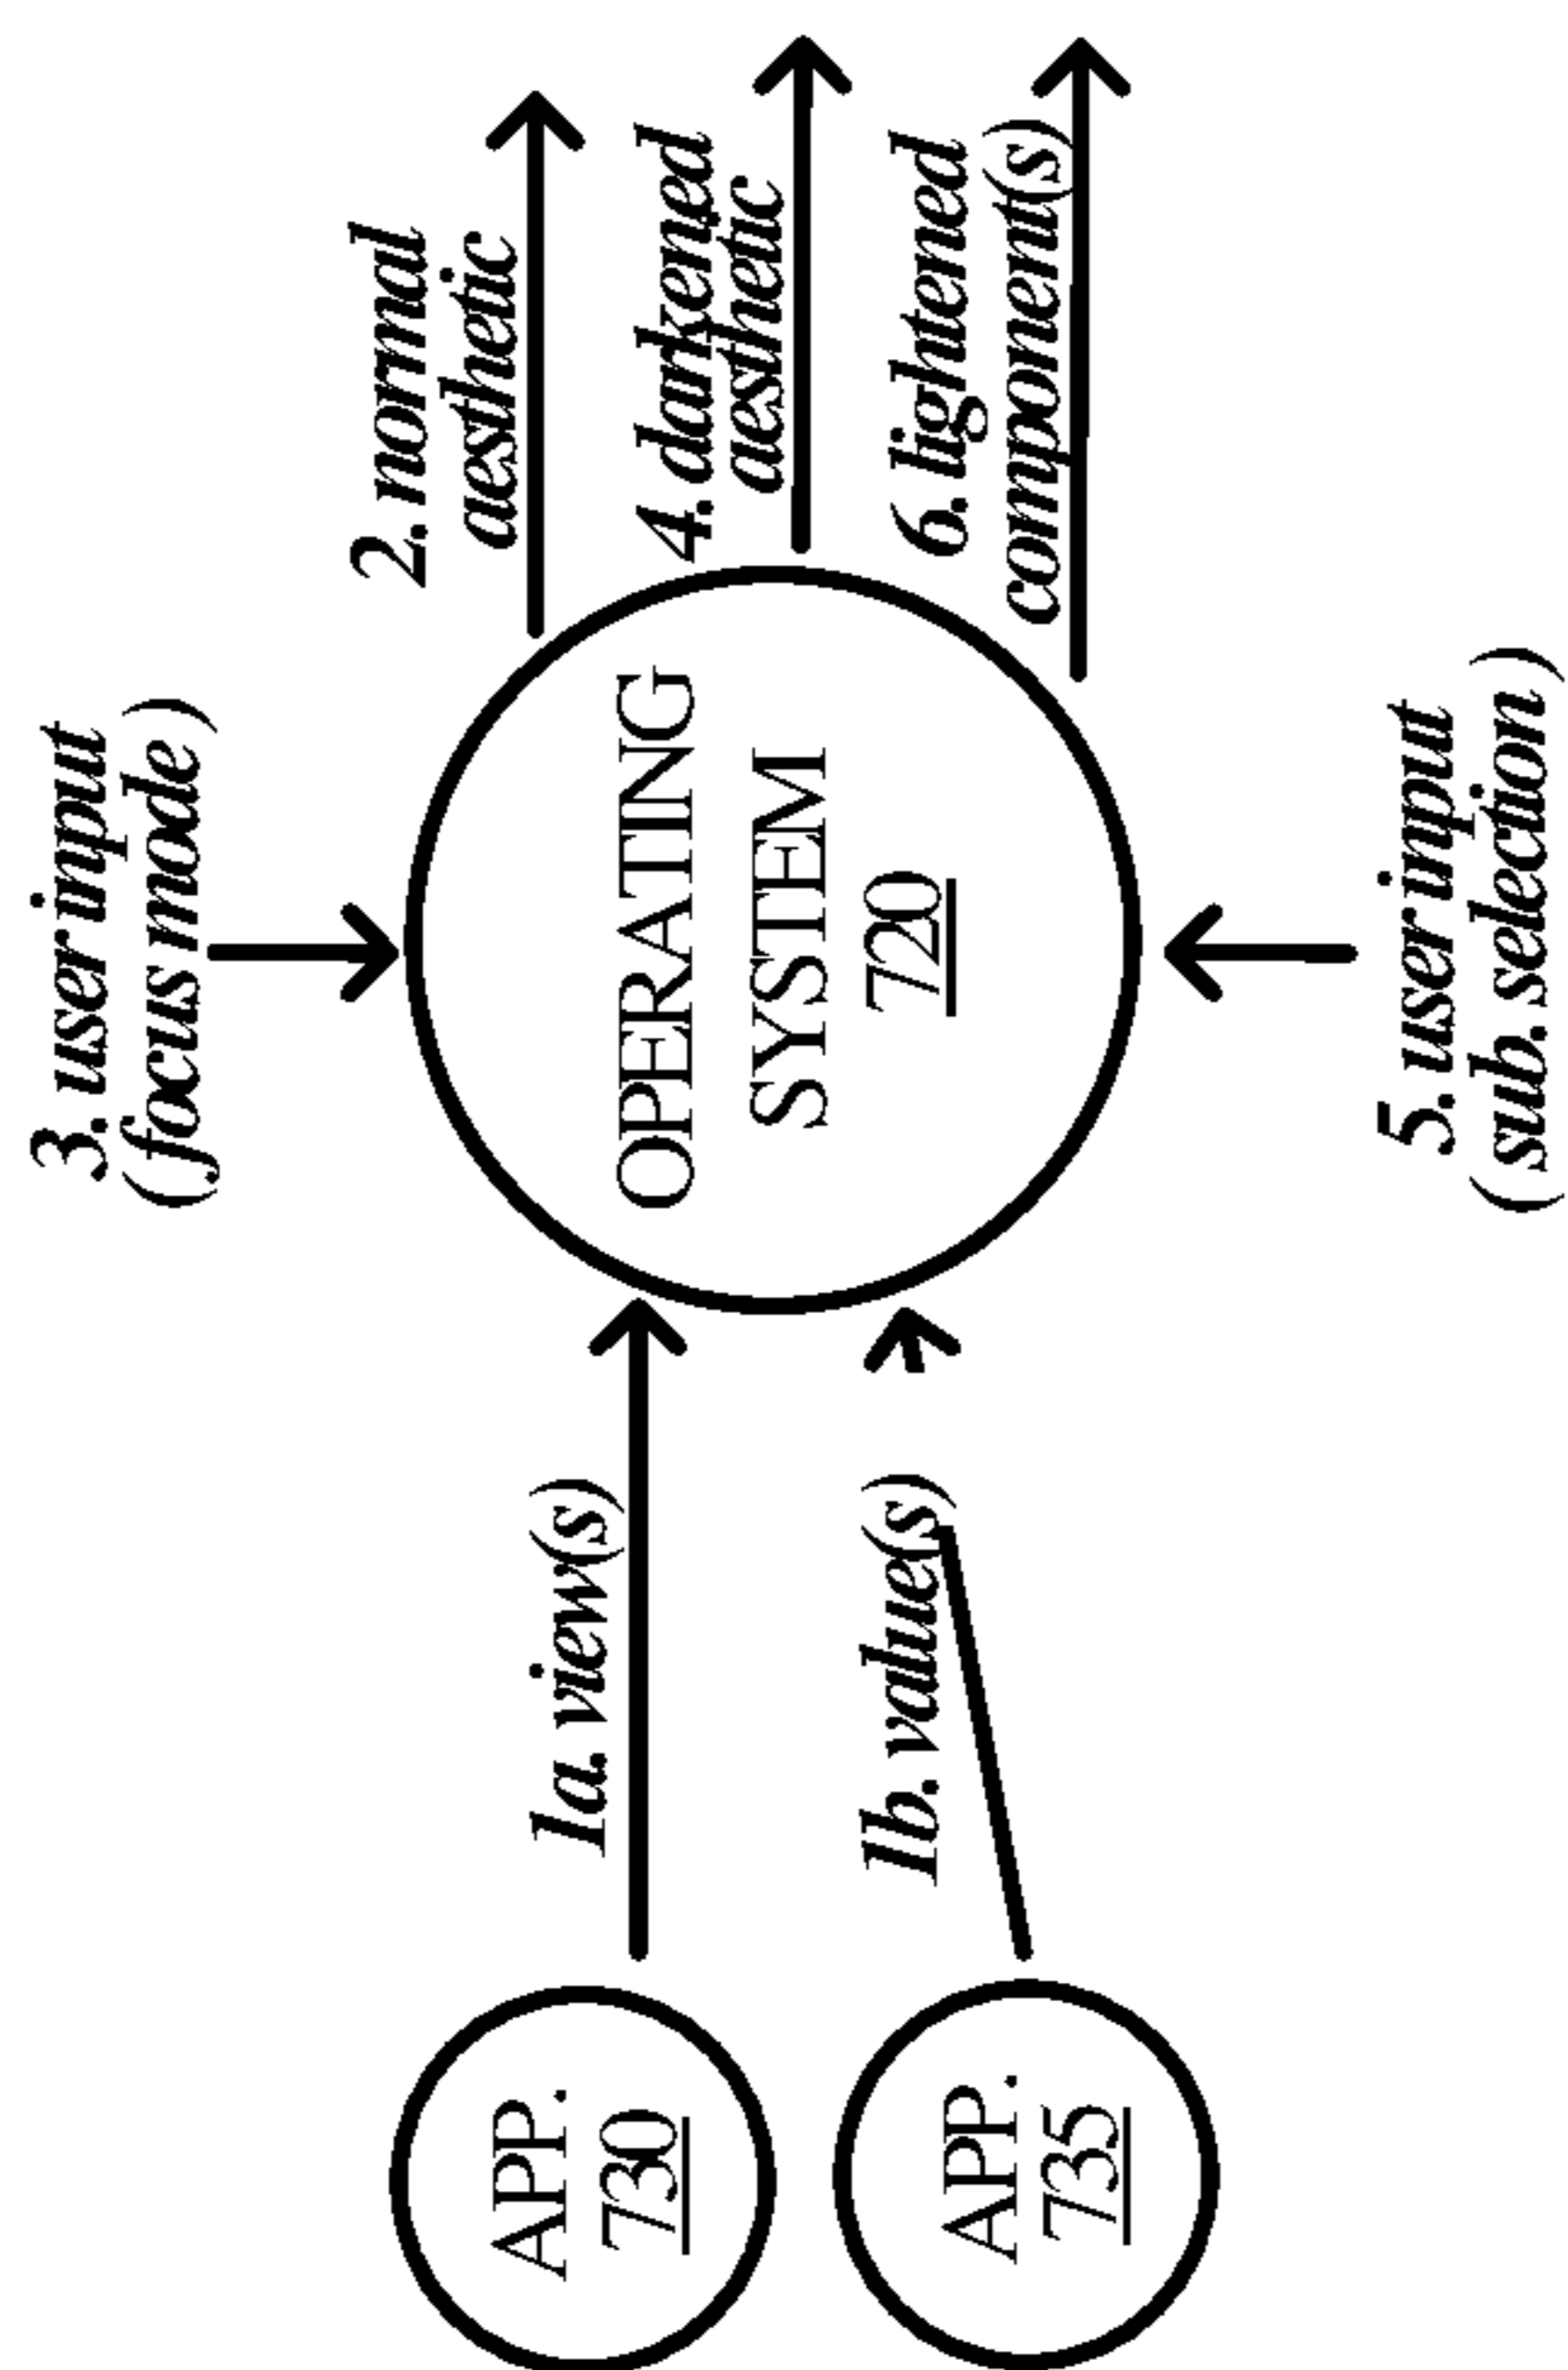 3. user input
(focus mode)
2. normal
aesthetic
1a. view(s)
OPERATING
SYSTEM
720
4. darkened
aesthetic
APP.
730
1b. value(s)
6. lightened
component(s)
APP.
735
5. user input
(sub. selection)